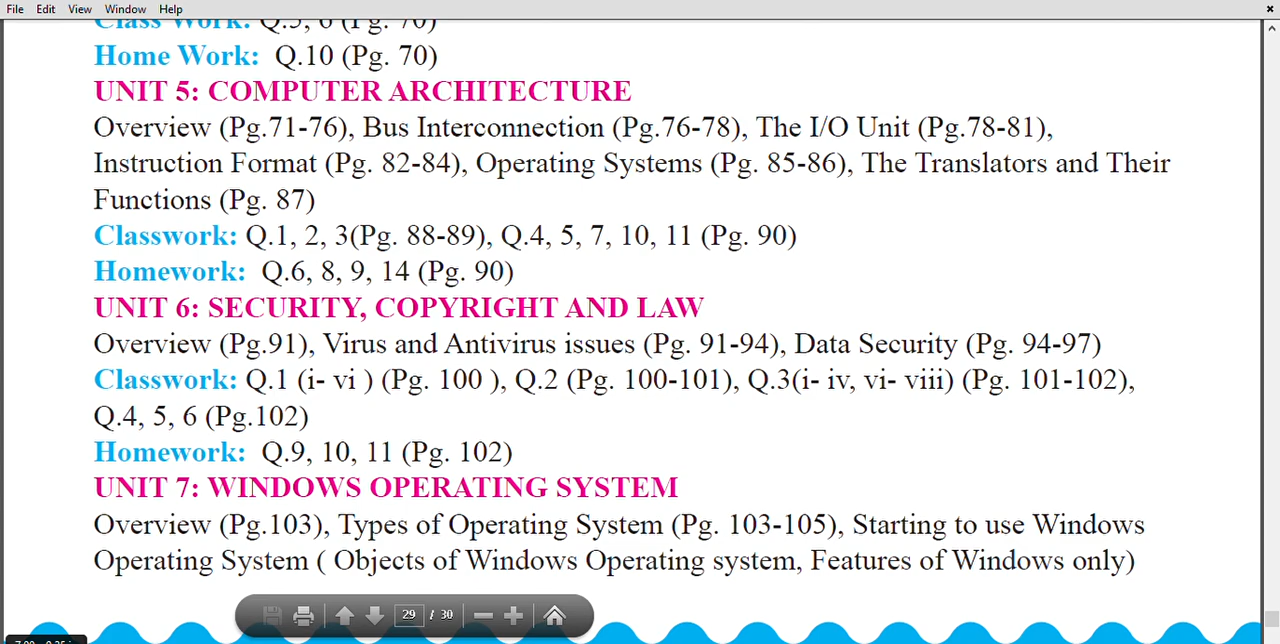 File Edit View Window Help
Class Work: Q.5, 6 (Pg. 70)
Home Work: Q.10 (Pg. 70)
UNIT 5: COMPUTER ARCHITECTURE
Overview (Pg.71-76), Bus Interconnection (Pg.76-78), The I/O Unit (Pg.78-81),
Instruction Format (Pg. 82-84), Operating Systems (Pg. 85-86), The Translators and Their
Functions (Pg. 87)
Classwork: Q.1, 2, 3(Pg. 88-89), Q.4, 5, 7, 10, 11 (Pg. 90)
Homework: Q.6, 8, 9, 14 (Pg. 90)
UNIT 6: SECURITY, COPYRIGHT AND LAW
Overview (Pg.91), Virus and Antivirus issues (Pg. 91-94), Data Security (Pg. 94-97)
Classwork: Q.1 (i- vi ) (Pg. 100 ), Q.2 (Pg. 100-101), Q.3(i- iv, vi- viii) (Pg. 101-102),
Q.4, 5, 6 (Pg.102)
Homework: Q.9, 10, 11 (Pg. 102)
UNIT 7: WINDOWS OPERATING SYSTEM
Overview (Pg.103), Types of Operating System (Pg. 103-105), Starting to use Windows
Operating System ( Objects of Windows Operating system, Features of Windows only)
29 / 30